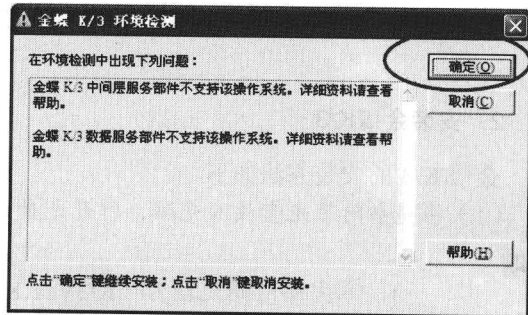 金蝶 K/3 环境检测
在环境检测中出现下列问题：
确定(O)
金蝶 K/3 中间层服务部件不支持该操作系统。详细资料请查看
帮助。
取消(C)
金蝶 K/3 数据服务部件不支持该操作系统。详细资料请查看帮
助。
帮助(H)
点击“确定”键继续安装；点击“取消”键取消安装。